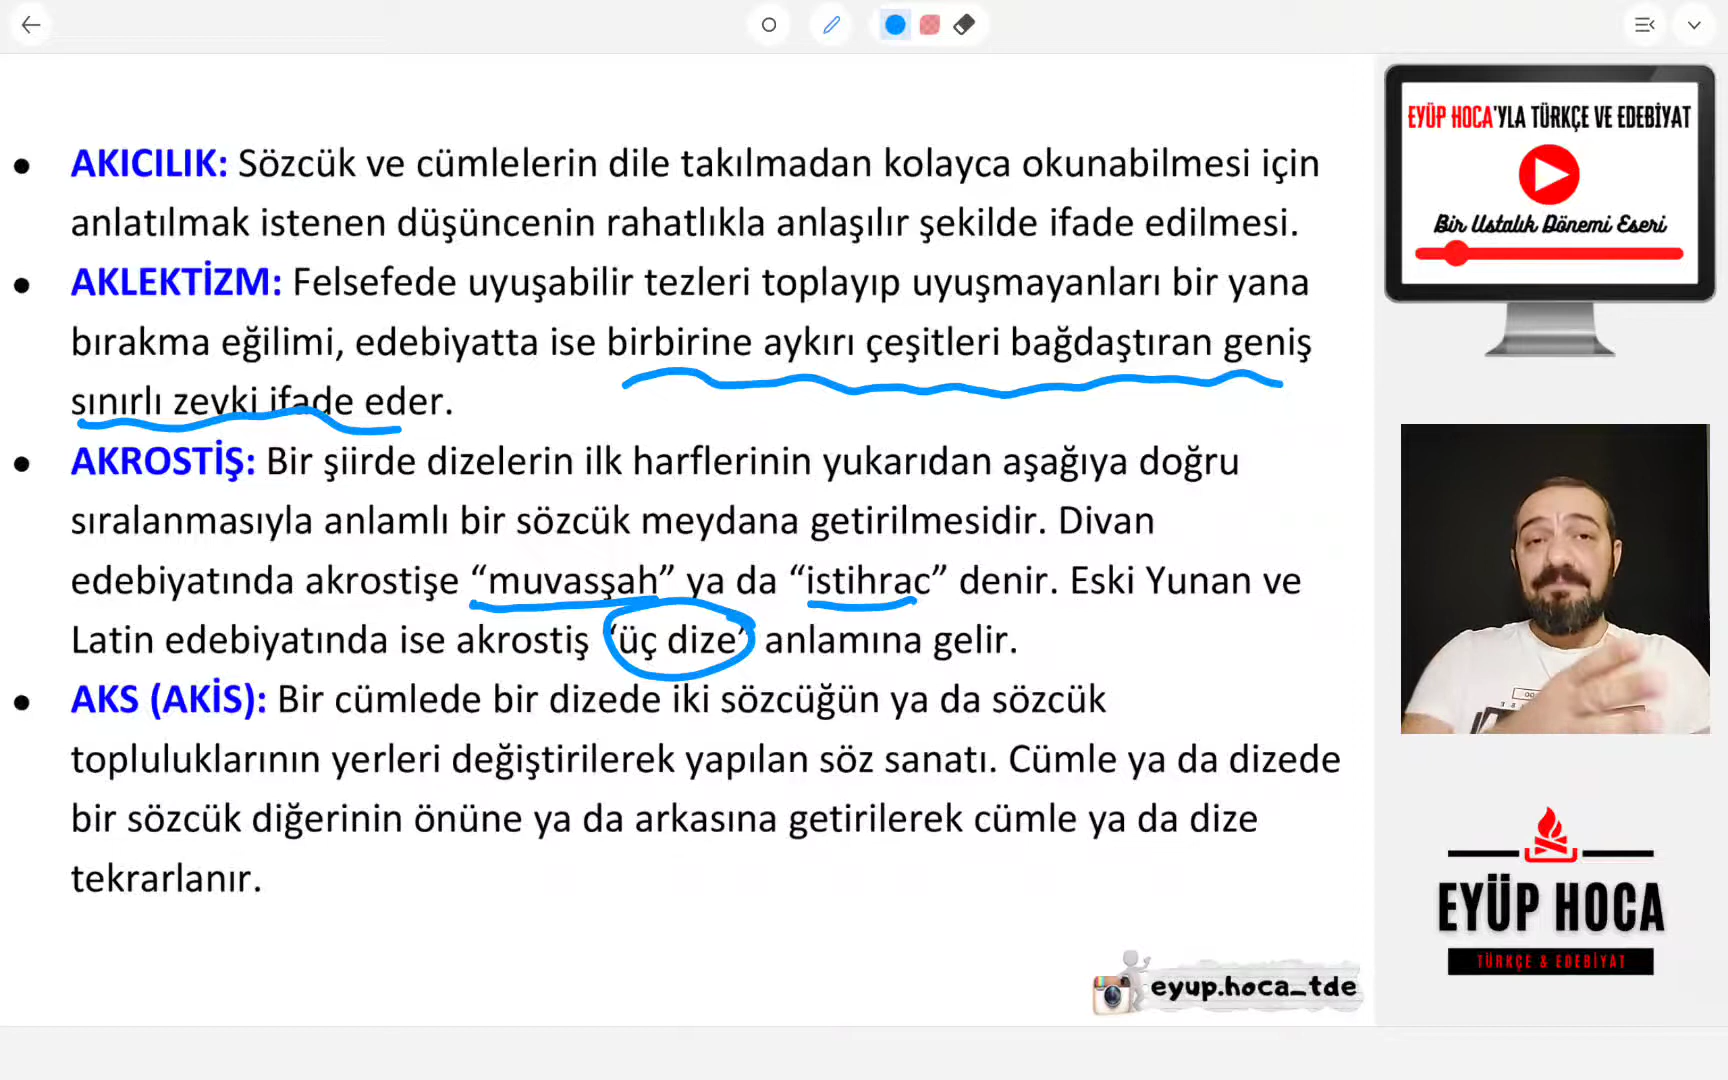 EYÜP HOCA'YLA TÜRKÇE VE EDEBİYAT
Bir Ustalık Dönemi Eseri
• AKICILIK: Sözcük ve cümlelerin dile takılmadan kolayca okunabilmesi için
anlatılmak istenen düşüncenin rahatlıkla anlaşılır şekilde ifade edilmesi.
• AKLEKTİZM: Felsefede uyuşabilir tezleri toplayıp uyuşmayanları bir yana
bırakma eğilimi, edebiyatta ise birbirine aykırı çeşitleri bağdaştıran geniş
sınırlı zevki ifade eder.
• AKROSTİŞ: Bir şiirde dizelerin ilk harflerinin yukarıdan aşağıya doğru
sıralanmasıyla anlamlı bir sözcük meydana getirilmesidir. Divan
edebiyatında akrostişe “muvaşşah” ya da “istihrac” denir. Eski Yunan ve
Latin edebiyatında ise akrostiş ‘üç dize’ anlamına gelir.
• AKS (AKİS): Bir cümlede bir dizede iki sözcüğün ya da sözcük
topluluklarının yerleri değiştirilerek yapılan söz sanatı. Cümle ya da dizede
bir sözcük diğerinin önüne ya da arkasına getirilerek cümle ya da dize
tekrarlanır.
EYÜP HOCA
TÜRKÇE & EDEBİYAT
eyup.hoca_tde